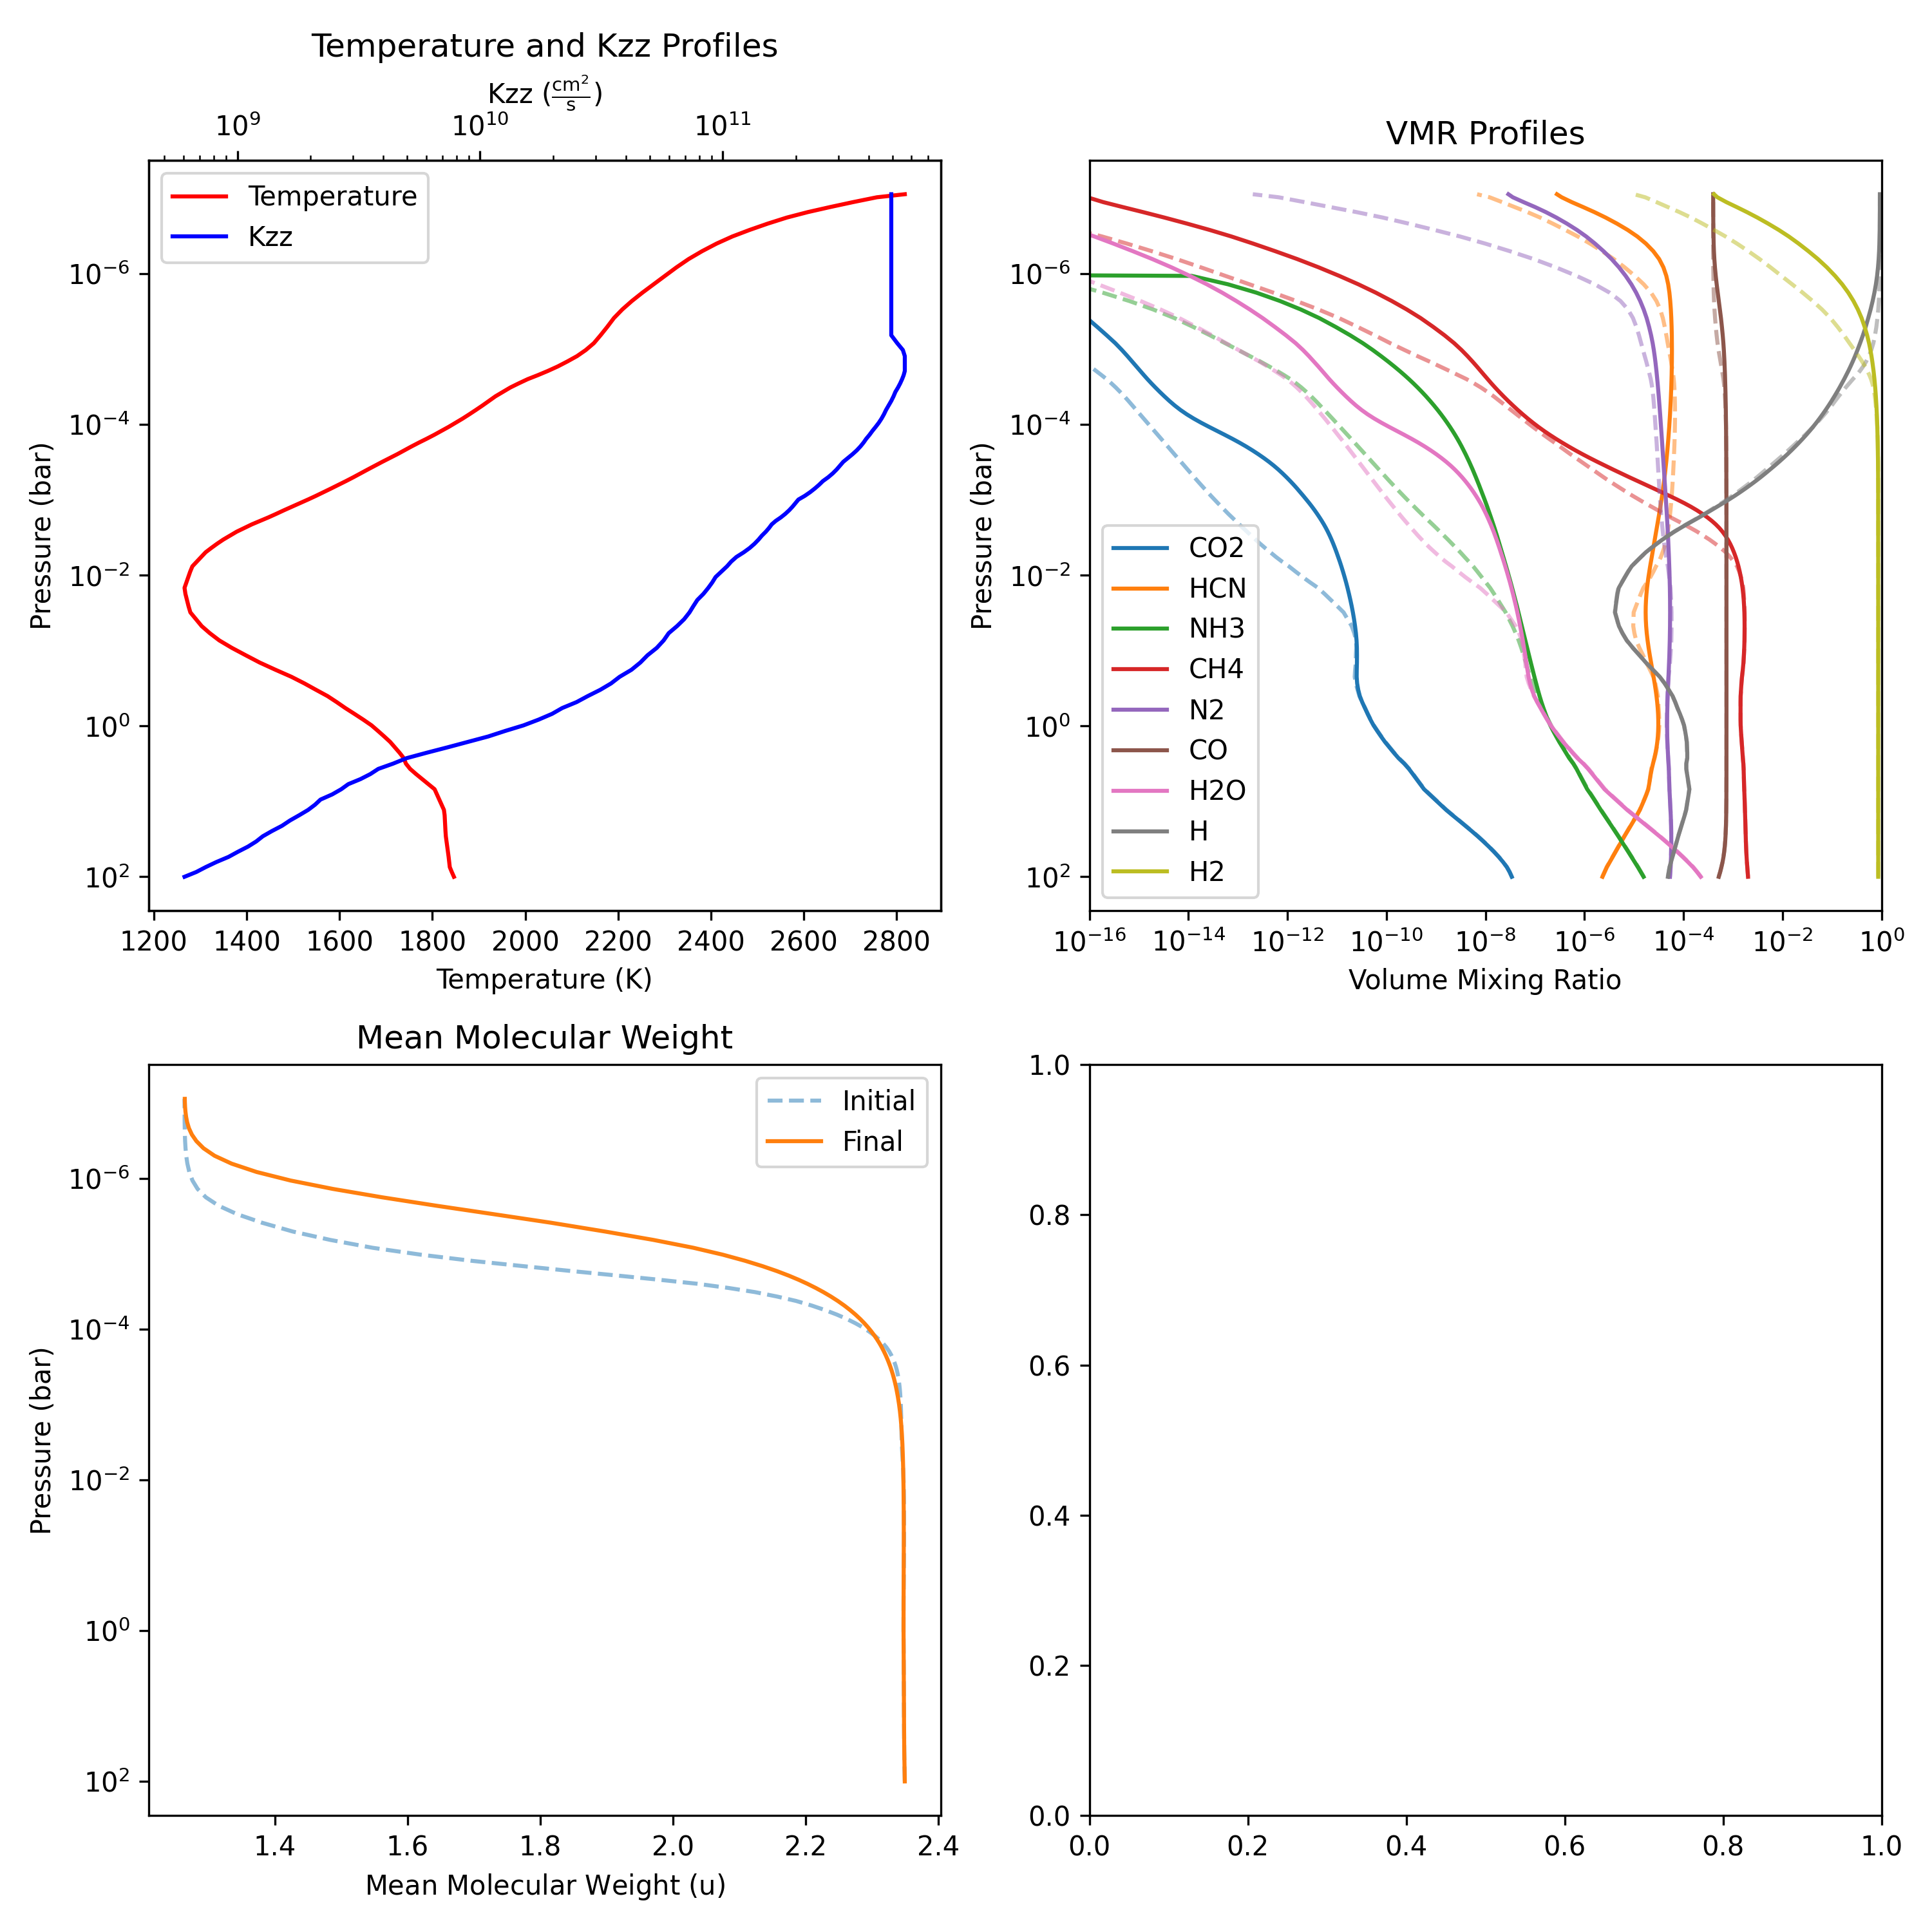 Temperature and Kzz Profiles
Kzz (cm²/s)
10⁹ 10¹⁰ 10¹¹
Temperature
Kzz
Pressure (bar)
10⁻⁶
10⁻⁴
10⁻²
10⁰
10²
1200 1400 1600 1800 2000 2200 2400 2600 2800
Temperature (K)
VMR Profiles
Pressure (bar)
10⁻⁶
10⁻⁴
10⁻²
10⁰
10²
CO2
HCN
NH3
CH4
N2
CO
H2O
H
H2
10⁻¹⁶ 10⁻¹⁴ 10⁻¹² 10⁻¹⁰ 10⁻⁸ 10⁻⁶ 10⁻⁴ 10⁻² 10⁰
Volume Mixing Ratio
Mean Molecular Weight
Initial
Final
Pressure (bar)
10⁻⁶
10⁻⁴
10⁻²
10⁰
10²
1.4 1.6 1.8 2.0 2.2 2.4
Mean Molecular Weight (u)
1.0
0.8
0.6
0.4
0.2
0.0
0.0 0.2 0.4 0.6 0.8 1.0